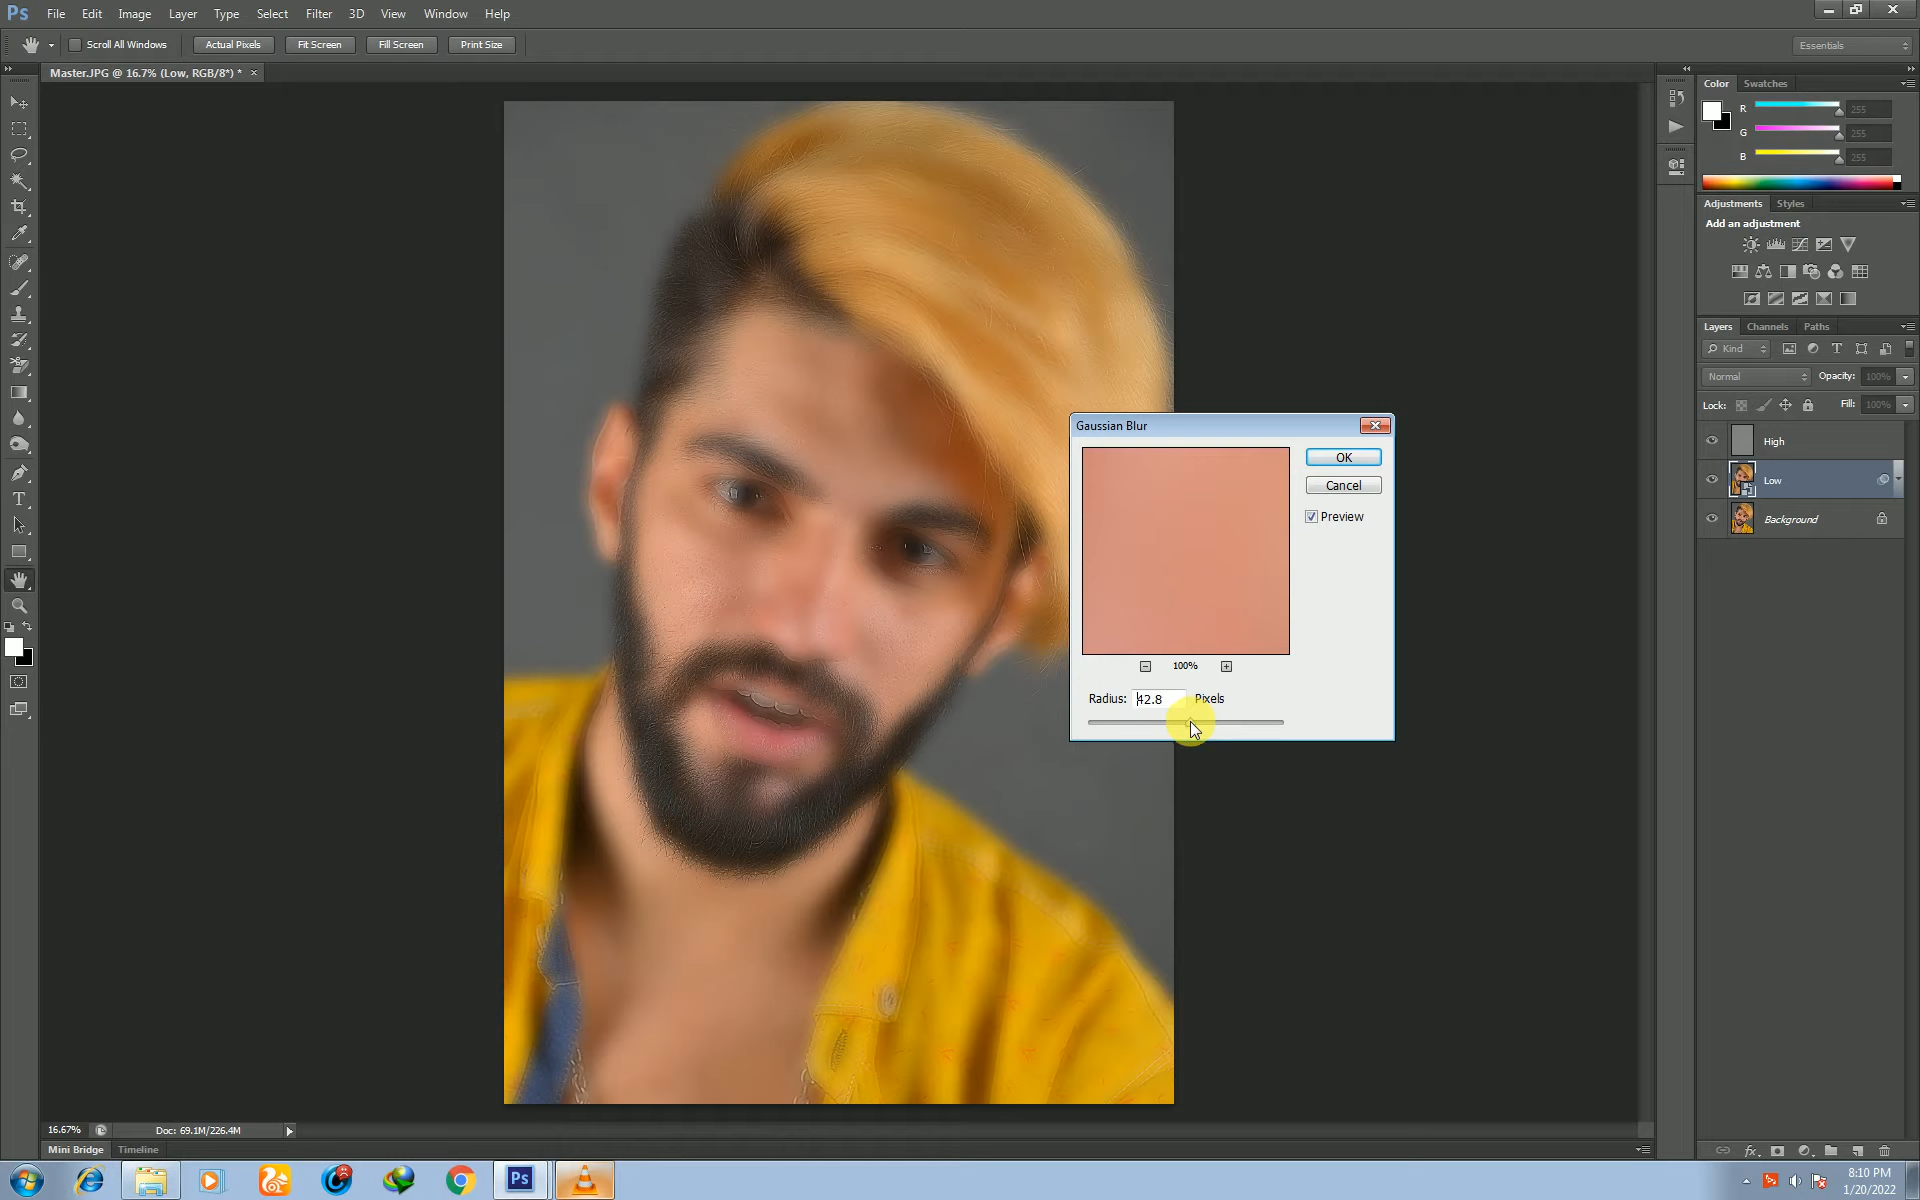 Ps File Edit Image Layer Type Select Filter 3D View Window Help
Scroll All Windows Actual Pixels Fit Screen Fill Screen Print Size Essentials
Master.JPG @ 16.7% (Low, RGB/8*) * ×
Color Swatches
R 255
G 255
B 255
Adjustments Styles
Add an adjustment
Layers Channels Paths
Kind
Normal Opacity: 100%
Lock: Fill: 100%
High
Low
Background
Gaussian Blur
OK
Cancel
Preview
100%
Radius: 42.8 Pixels
16.67% Doc: 69.1M/226.4M
Mini Bridge Timeline
Ps
8:10 PM
1/20/2022